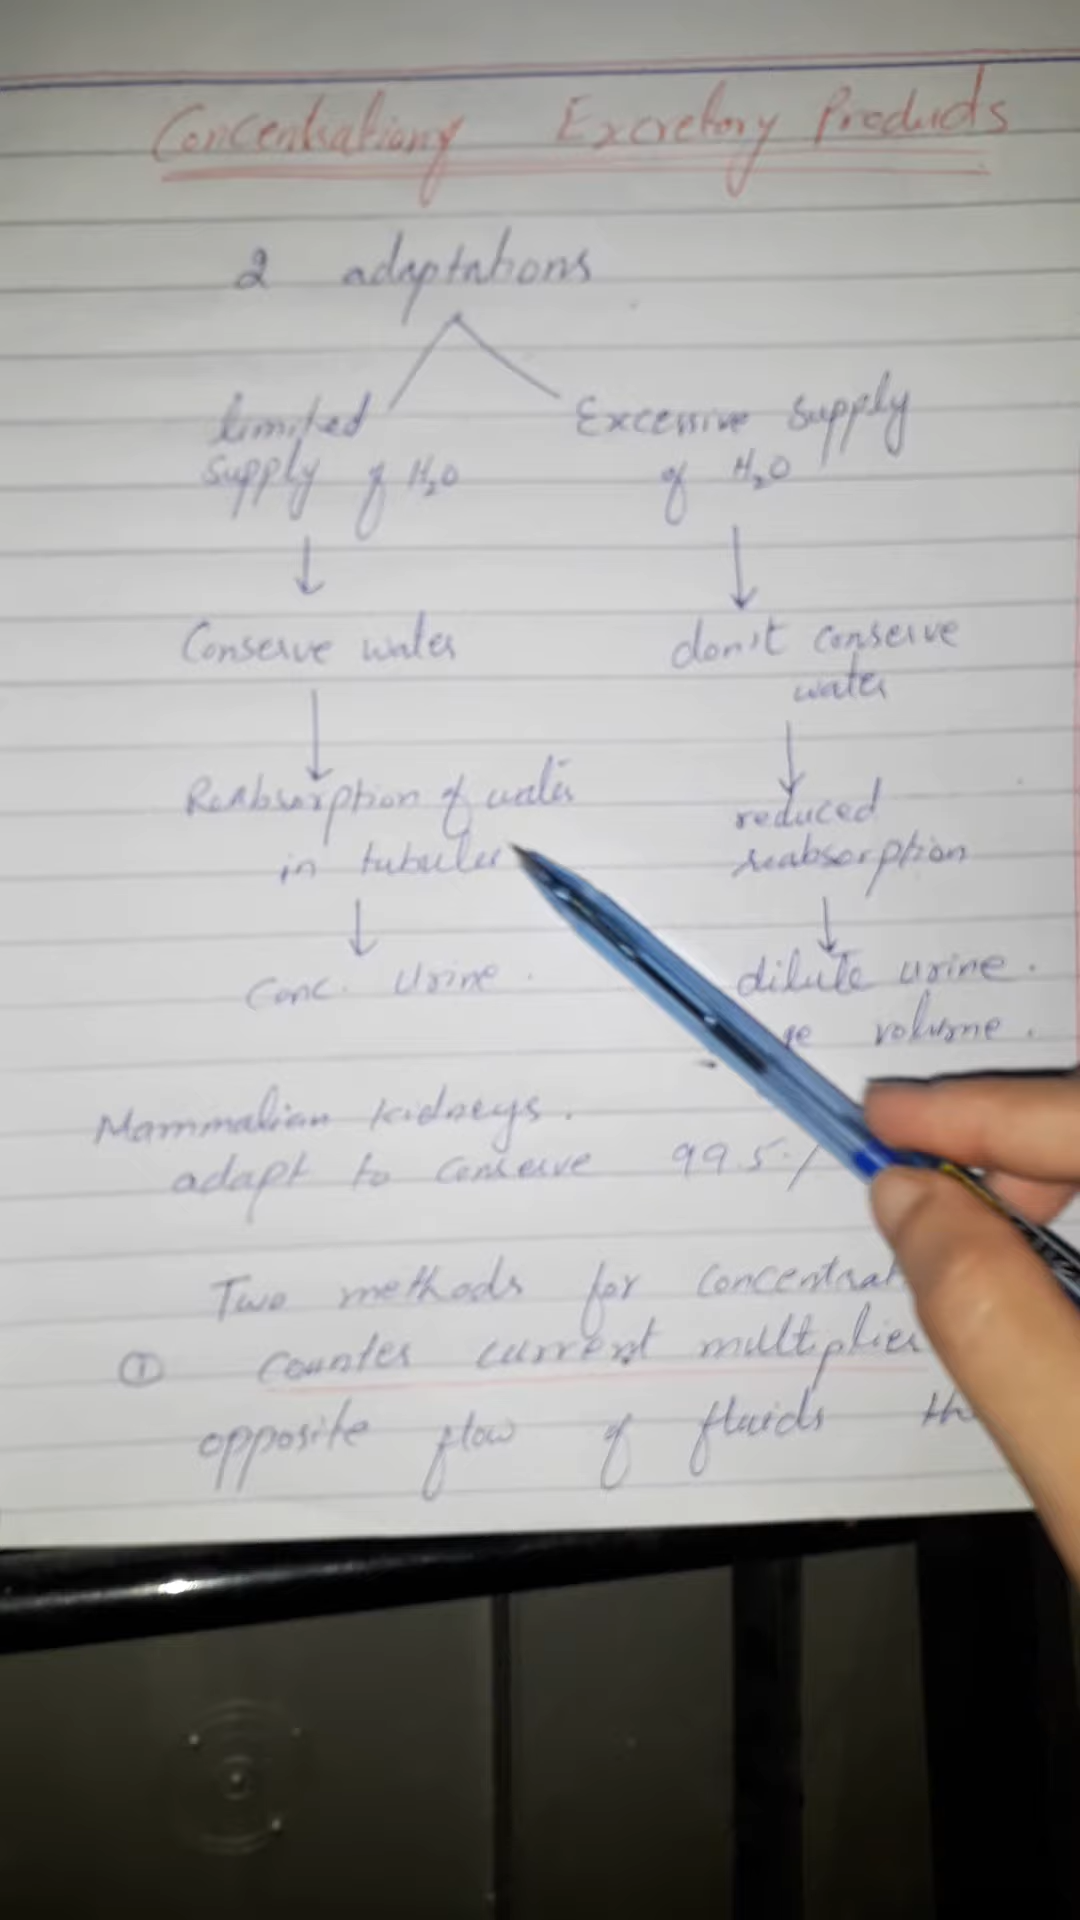 Concentration of Excretory Products
2 adaptations
limited
supply of H₂O
Excessive supply
of H₂O
Conserve water
don't conserve
water
Reabsorption of water
in tubules
reduced
reabsorption
Conc. Urine.
dilute urine.
volume.
Mammalian kidneys.
adapt to conserve 99.5%
Two methods for
① counter current multiplier
opposite flow of fluids